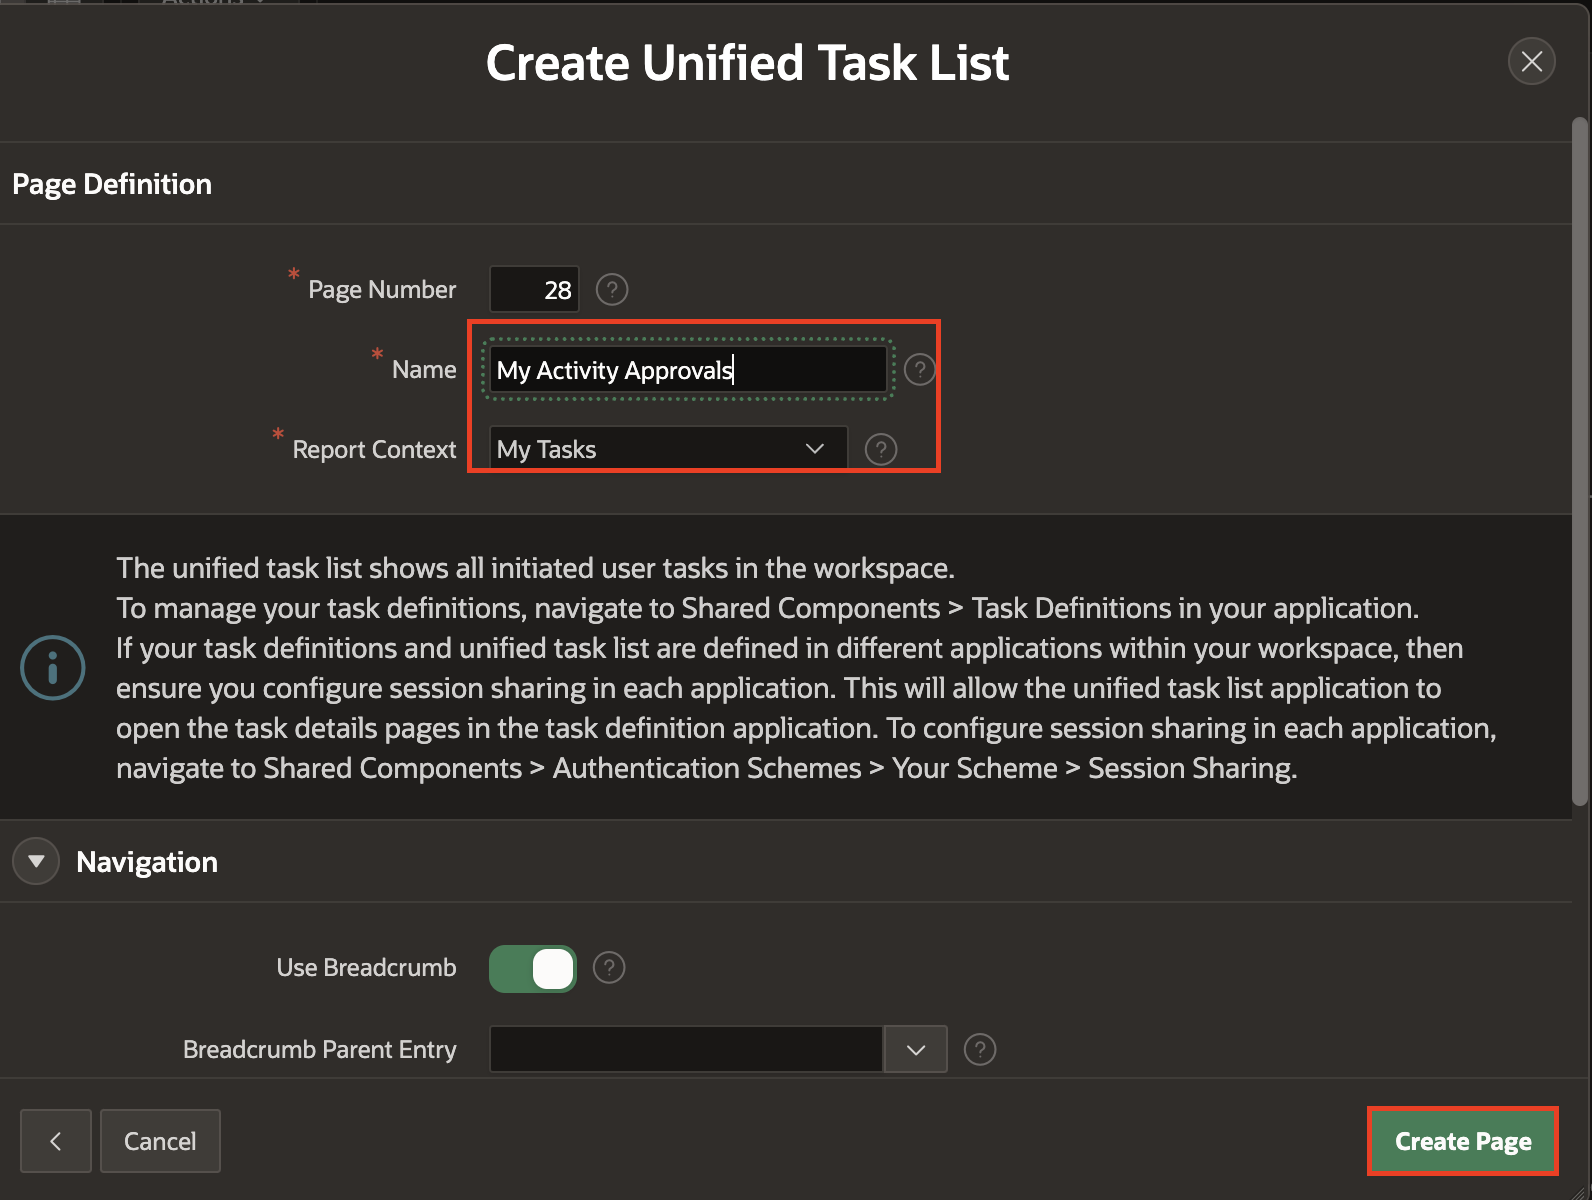 Actions
Create Unified Task List
Page Definition
* Page Number 28 ?
* Name My Activity Approvals ?
* Report Context My Tasks ?
The unified task list shows all initiated user tasks in the workspace.
To manage your task definitions, navigate to Shared Components > Task Definitions in your application.
If your task definitions and unified task list are defined in different applications within your workspace, then
ensure you configure session sharing in each application. This will allow the unified task list application to
open the task details pages in the task definition application. To configure session sharing in each application,
navigate to Shared Components > Authentication Schemes > Your Scheme > Session Sharing.
Navigation
Use Breadcrumb ?
Breadcrumb Parent Entry ?
Cancel
Create Page